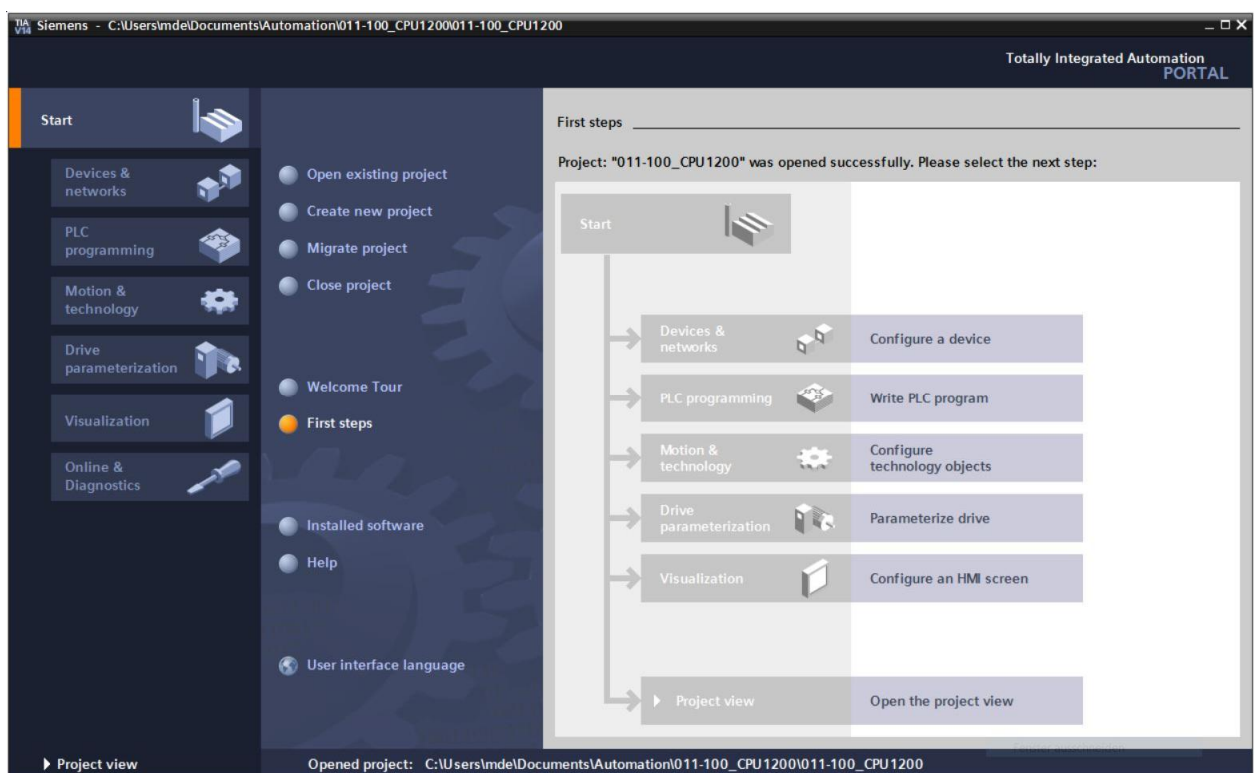 TIA V14 Siemens - C:\Users\mde\Documents\Automation\011-100_CPU1200\011-100_CPU1200
Totally Integrated Automation
PORTAL
Start
Devices &
networks
PLC
programming
Motion &
technology
Drive
parameterization
Visualization
Online &
Diagnostics
Project view
Open existing project
Create new project
Migrate project
Close project
Welcome Tour
First steps
Installed software
Help
User interface language
First steps
Project: "011-100_CPU1200" was opened successfully. Please select the next step:
Start
Devices &
networks
Configure a device
PLC programming
Write PLC program
Motion &
technology
Configure
technology objects
Drive
parameterization
Parameterize drive
Visualization
Configure an HMI screen
Project view
Open the project view
Opened project: C:\Users\mde\Documents\Automation\011-100_CPU1200\011-100_CPU1200